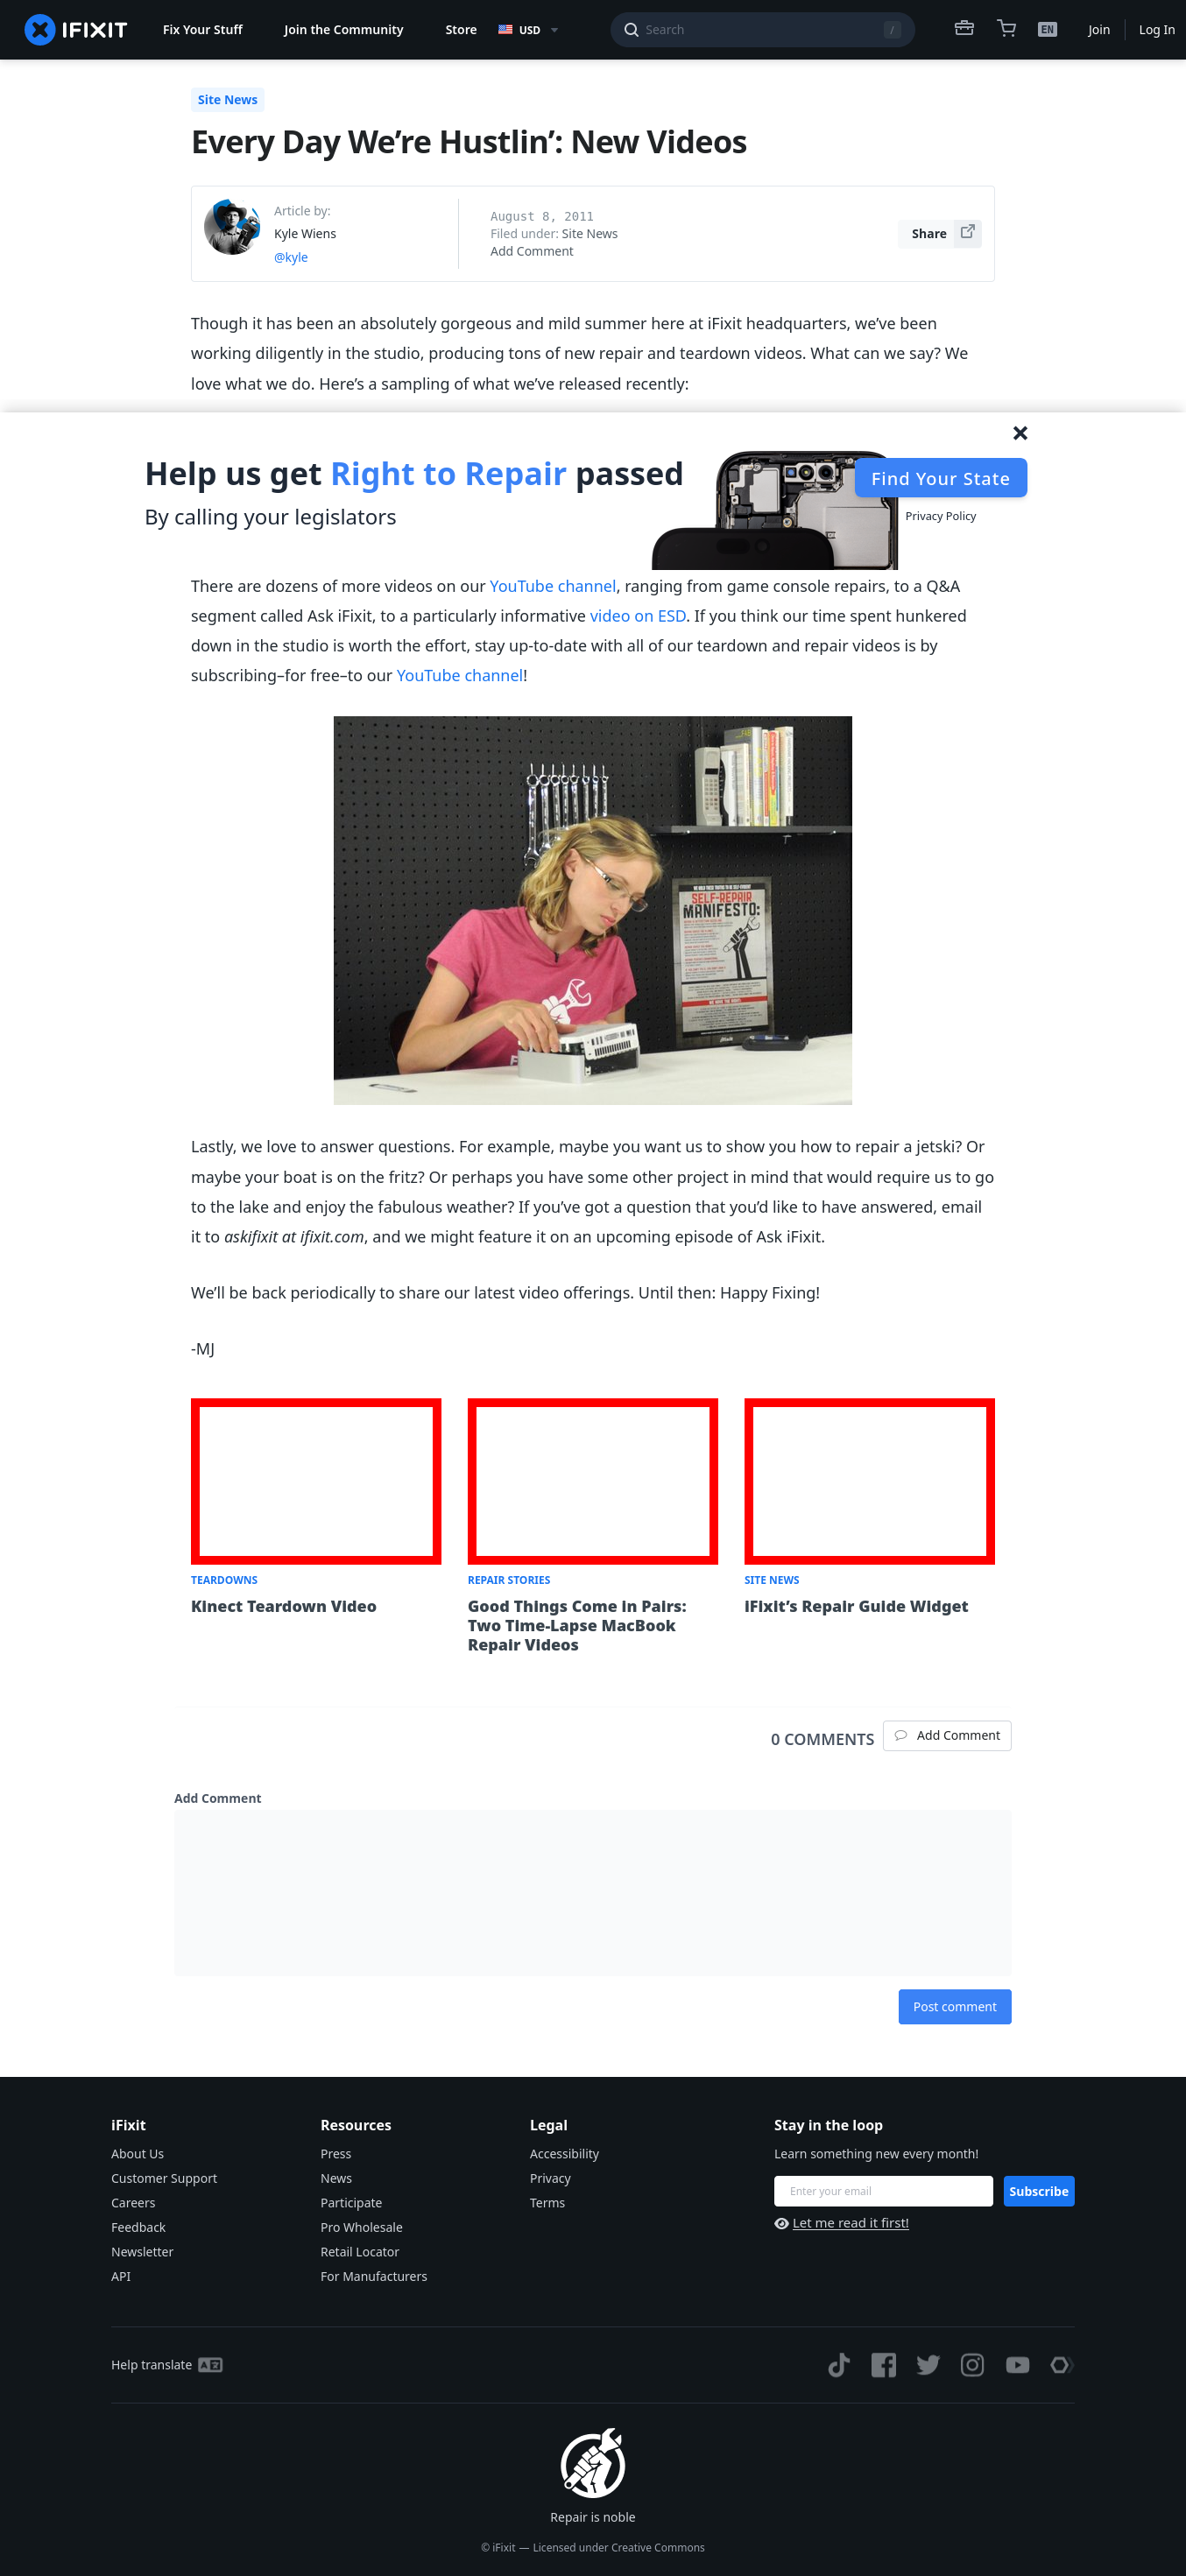 IFIXIT
Fix Your Stuff
Join the Community
Store
USD
Search
/
EN
Join
Log In
Site News
Every Day We’re Hustlin’: New Videos
Article by:
Kyle Wiens
@kyle
August 8, 2011
Filed under: Site News
Add Comment
Share
Though it has been an absolutely gorgeous and mild summer here at iFixit headquarters, we’ve been
working diligently in the studio, producing tons of new repair and teardown videos. What can we say? We
love what we do. Here’s a sampling of what we’ve released recently:
Help us get Right to Repair passed
By calling your legislators
Find Your State
Privacy Policy
There are dozens of more videos on our YouTube channel, ranging from game console repairs, to a Q&A
segment called Ask iFixit, to a particularly informative video on ESD. If you think our time spent hunkered
down in the studio is worth the effort, stay up-to-date with all of our teardown and repair videos is by
subscribing–for free–to our YouTube channel!
SELF-REPAIR
MANIFESTO:
Lastly, we love to answer questions. For example, maybe you want us to show you how to repair a jetski? Or
maybe your boat is on the fritz? Or perhaps you have some other project in mind that would require us to go
to the lake and enjoy the fabulous weather? If you’ve got a question that you’d like to have answered, email
it to askifixit at ifixit.com, and we might feature it on an upcoming episode of Ask iFixit.
We’ll be back periodically to share our latest video offerings. Until then: Happy Fixing!
-MJ
TEARDOWNS
Kinect Teardown Video
REPAIR STORIES
Good Things Come in Pairs:
Two Time-Lapse MacBook
Repair Videos
SITE NEWS
iFixit’s Repair Guide Widget
0 COMMENTS
Add Comment
Add Comment
Post comment
iFixit
About Us
Customer Support
Careers
Feedback
Newsletter
API
Resources
Press
News
Participate
Pro Wholesale
Retail Locator
For Manufacturers
Legal
Accessibility
Privacy
Terms
Stay in the loop
Learn something new every month!
Enter your email
Subscribe
Let me read it first!
Help translate
Repair is noble
© iFixit — Licensed under Creative Commons